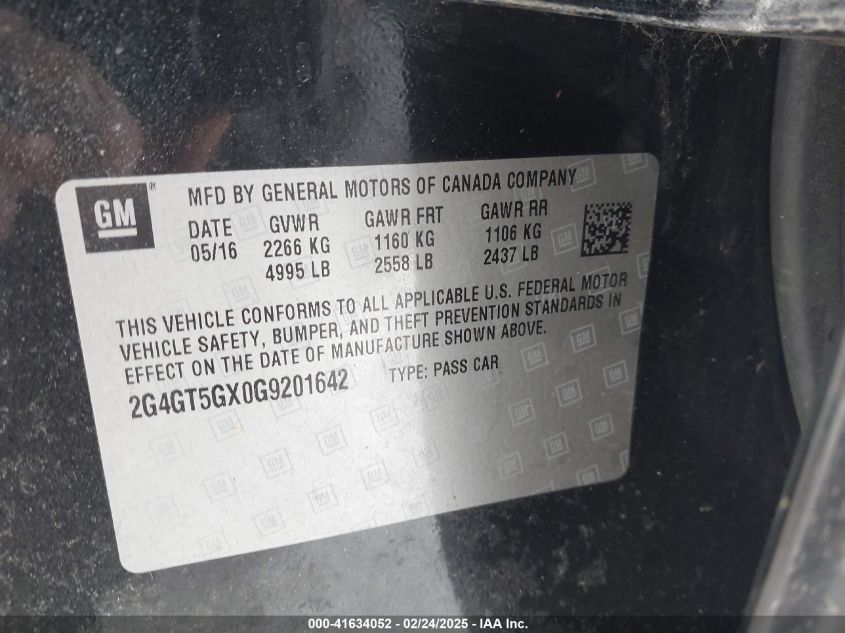 GM ®
MFD BY GENERAL MOTORS OF CANADA COMPANY
DATE GVWR GAWR FRT GAWR RR
05/16 2266 KG 1160 KG 1106 KG
4995 LB 2558 LB 2437 LB
THIS VEHICLE CONFORMS TO ALL APPLICABLE U.S. FEDERAL MOTOR
VEHICLE SAFETY, BUMPER, AND THEFT PREVENTION STANDARDS IN
EFFECT ON THE DATE OF MANUFACTURE SHOWN ABOVE.
2G4GT5GX0G9201642 TYPE: PASS CAR
000-41634052 - 02/24/2025 - IAA Inc.